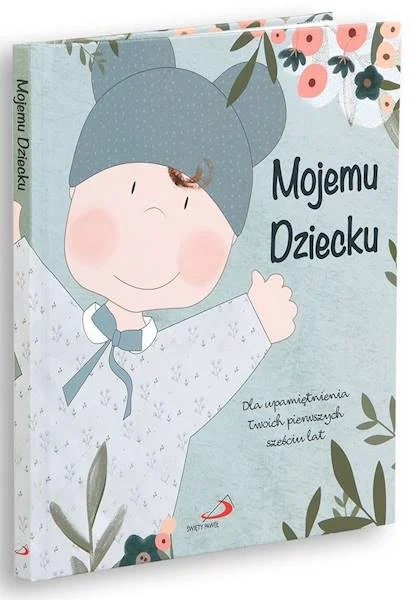 Mojemu Dziecku
Mojemu
Dziecku
Dla upamiętnienia
Twoich pierwszych
sześciu lat
ŚWIĘTY PAWEŁ